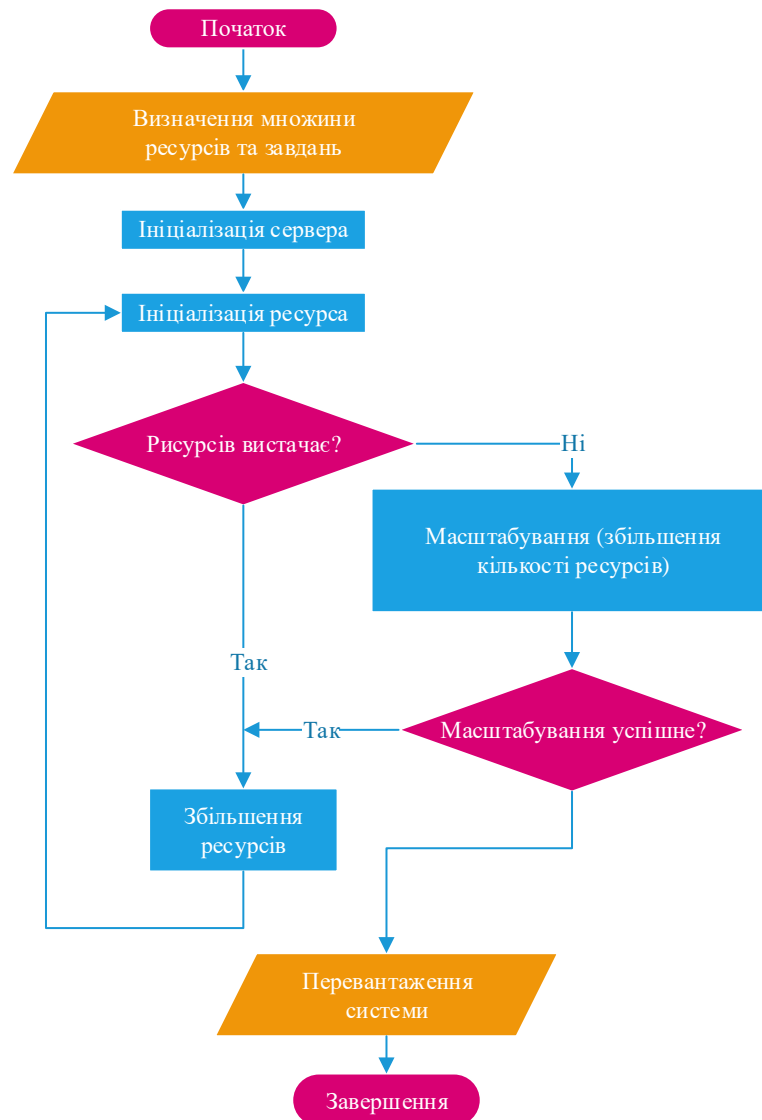 Початок
Визначення множини
ресурсів та завдань
Ініціалізація сервера
Ініціалізація ресурса
Рисурсів вистачає?
Ні
Масштабування (збільшення
кількості ресурсів)
Так
Так
Масштабування успішне?
Збільшення
ресурсів
Перевантаження
системи
Завершення